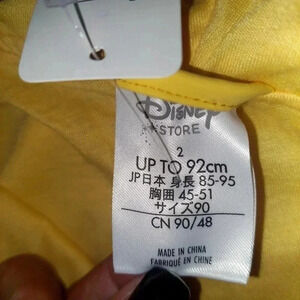 Disney
STORE
2
UP TO 92cm
JP日本 身長 85-95
胸囲 45-51
サイズ90
CN 90/48
MADE IN CHINA
FABRIQUÉ EN CHINE